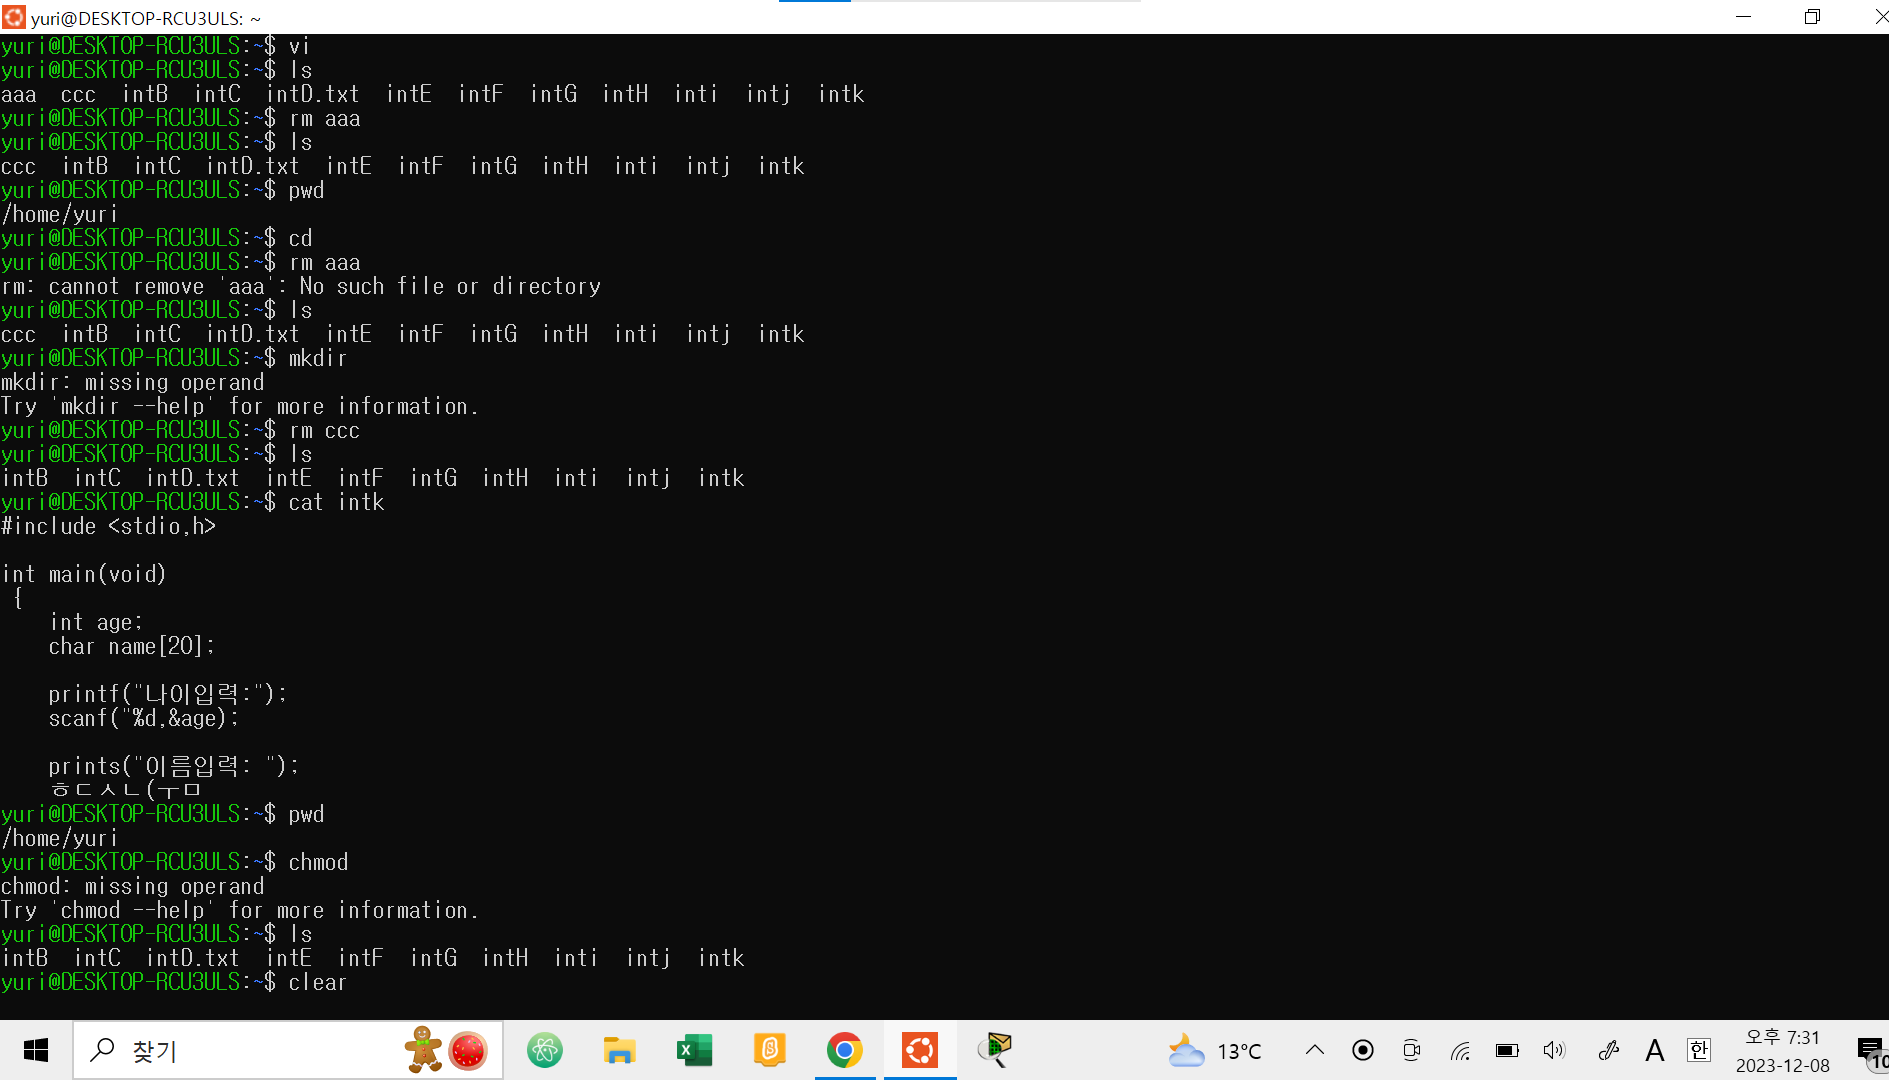 yuri@DESKTOP-RCU3ULS: ~
yuri@DESKTOP-RCU3ULS:~$ vi
yuri@DESKTOP-RCU3ULS:~$ ls
aaa  ccc  intB  intC  intD.txt  intE  intF  intG  intH  inti  intj  intk
yuri@DESKTOP-RCU3ULS:~$ rm aaa
yuri@DESKTOP-RCU3ULS:~$ ls
ccc  intB  intC  intD.txt  intE  intF  intG  intH  inti  intj  intk
yuri@DESKTOP-RCU3ULS:~$ pwd
/home/yuri
yuri@DESKTOP-RCU3ULS:~$ cd
yuri@DESKTOP-RCU3ULS:~$ rm aaa
rm: cannot remove 'aaa': No such file or directory
yuri@DESKTOP-RCU3ULS:~$ ls
ccc  intB  intC  intD.txt  intE  intF  intG  intH  inti  intj  intk
yuri@DESKTOP-RCU3ULS:~$ mkdir
mkdir: missing operand
Try 'mkdir --help' for more information.
yuri@DESKTOP-RCU3ULS:~$ rm ccc
yuri@DESKTOP-RCU3ULS:~$ ls
intB  intC  intD.txt  intE  intF  intG  intH  inti  intj  intk
yuri@DESKTOP-RCU3ULS:~$ cat intk
#include <stdio,h>
int main(void)
{
int age;
char name[20];
printf("나이입력:");
scanf("%d,&age);
prints("이름입력: ");
ㅎㄷㅅㄴ(ㅜㅁ
yuri@DESKTOP-RCU3ULS:~$ pwd
/home/yuri
yuri@DESKTOP-RCU3ULS:~$ chmod
chmod: missing operand
Try 'chmod --help' for more information.
yuri@DESKTOP-RCU3ULS:~$ ls
intB  intC  intD.txt  intE  intF  intG  intH  inti  intj  intk
yuri@DESKTOP-RCU3ULS:~$ clear
찾기
13°C
A
한
오후 7:31
2023-12-08
10